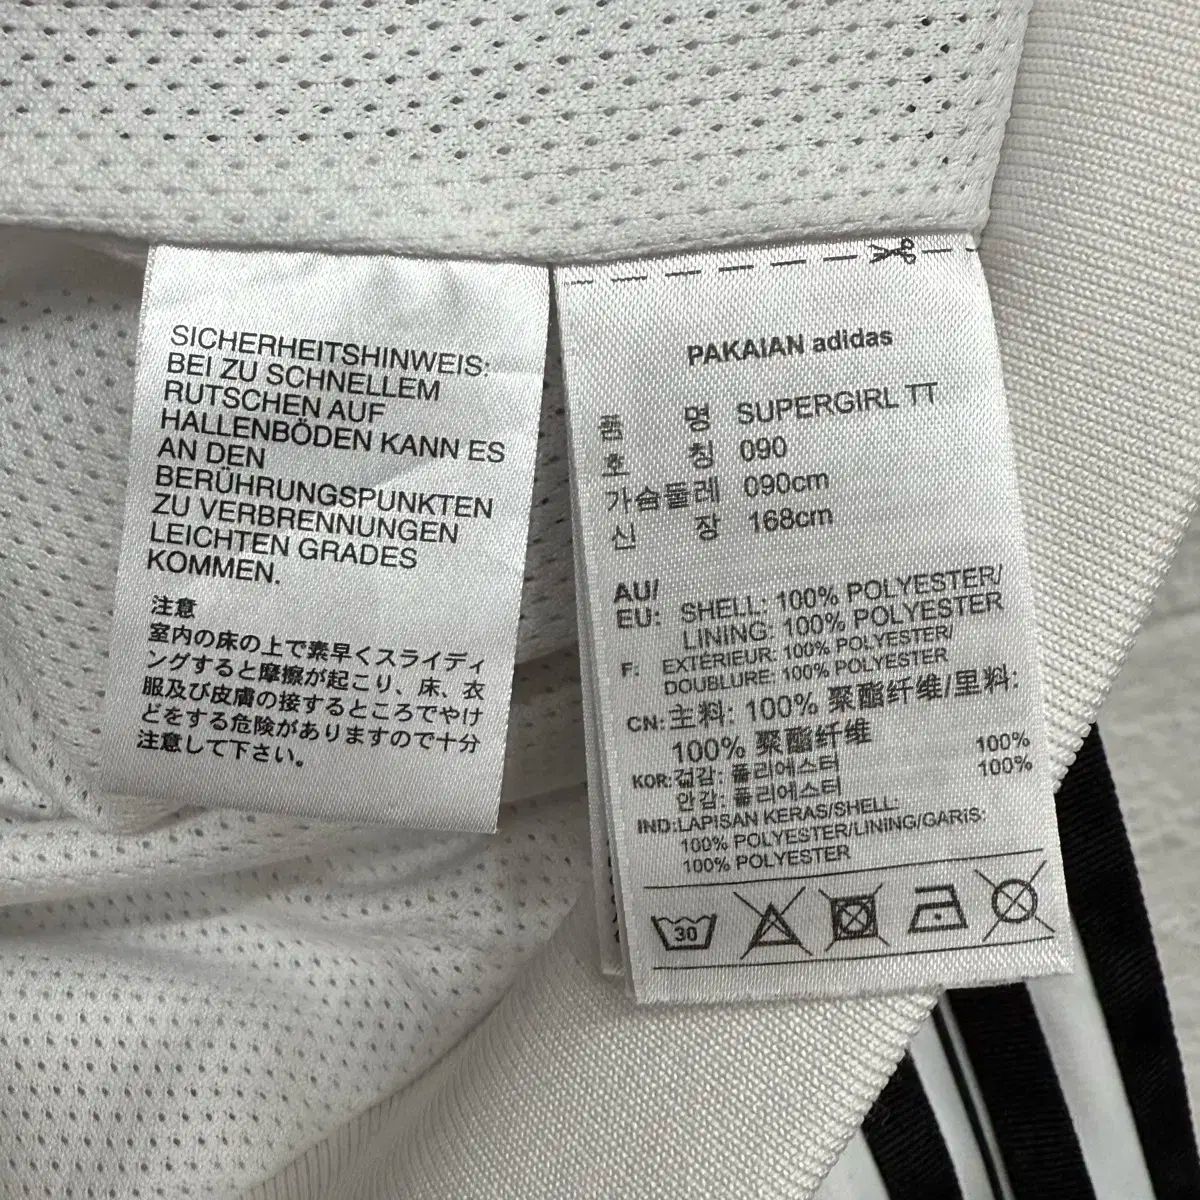 SICHERHEITSHINWEIS:
BEI ZU SCHNELLEM
RUTSCHEN AUF
HALLENBÖDEN KANN ES
AN DEN
BERÜHRUNGSPUNKTEN
ZU VERBRENNUNGEN
LEICHTEN GRADES
KOMMEN.
注意
室内の床の上で素早くスライディ
ングすると摩擦が起こり、床、衣
服及び皮膚の接するところでやけ
どをする危険がありますので十分
注意して下さい。
PAKAIAN adidas
품 명 SUPERGIRL TT
호 칭 090
가슴둘레 090cm
신 장 168cm
AU/
EU: SHELL: 100% POLYESTER/
LINING: 100% POLYESTER
F: EXTÉRIEUR: 100% POLYESTER/
DOUBLURE: 100% POLYESTER
CN: 主料: 100% 聚酯纤维/里料:
100% 聚酯纤维
KOR: 겉감: 폴리에스터 100%
안감: 폴리에스터 100%
IND: LAPISAN KERAS/SHELL:
100% POLYESTER/LINING/GARIS:
100% POLYESTER
30